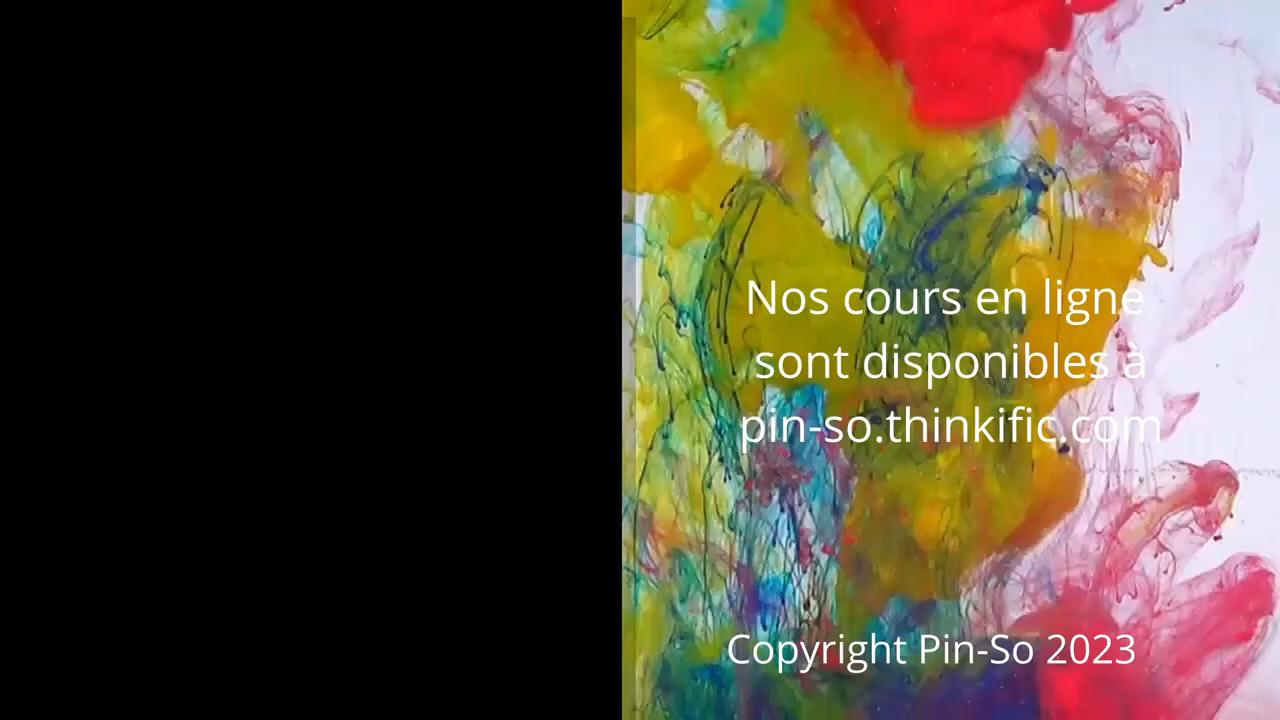 Nos cours en ligne
sont disponibles à
pin-so.thinkific.com
Copyright Pin-So 2023